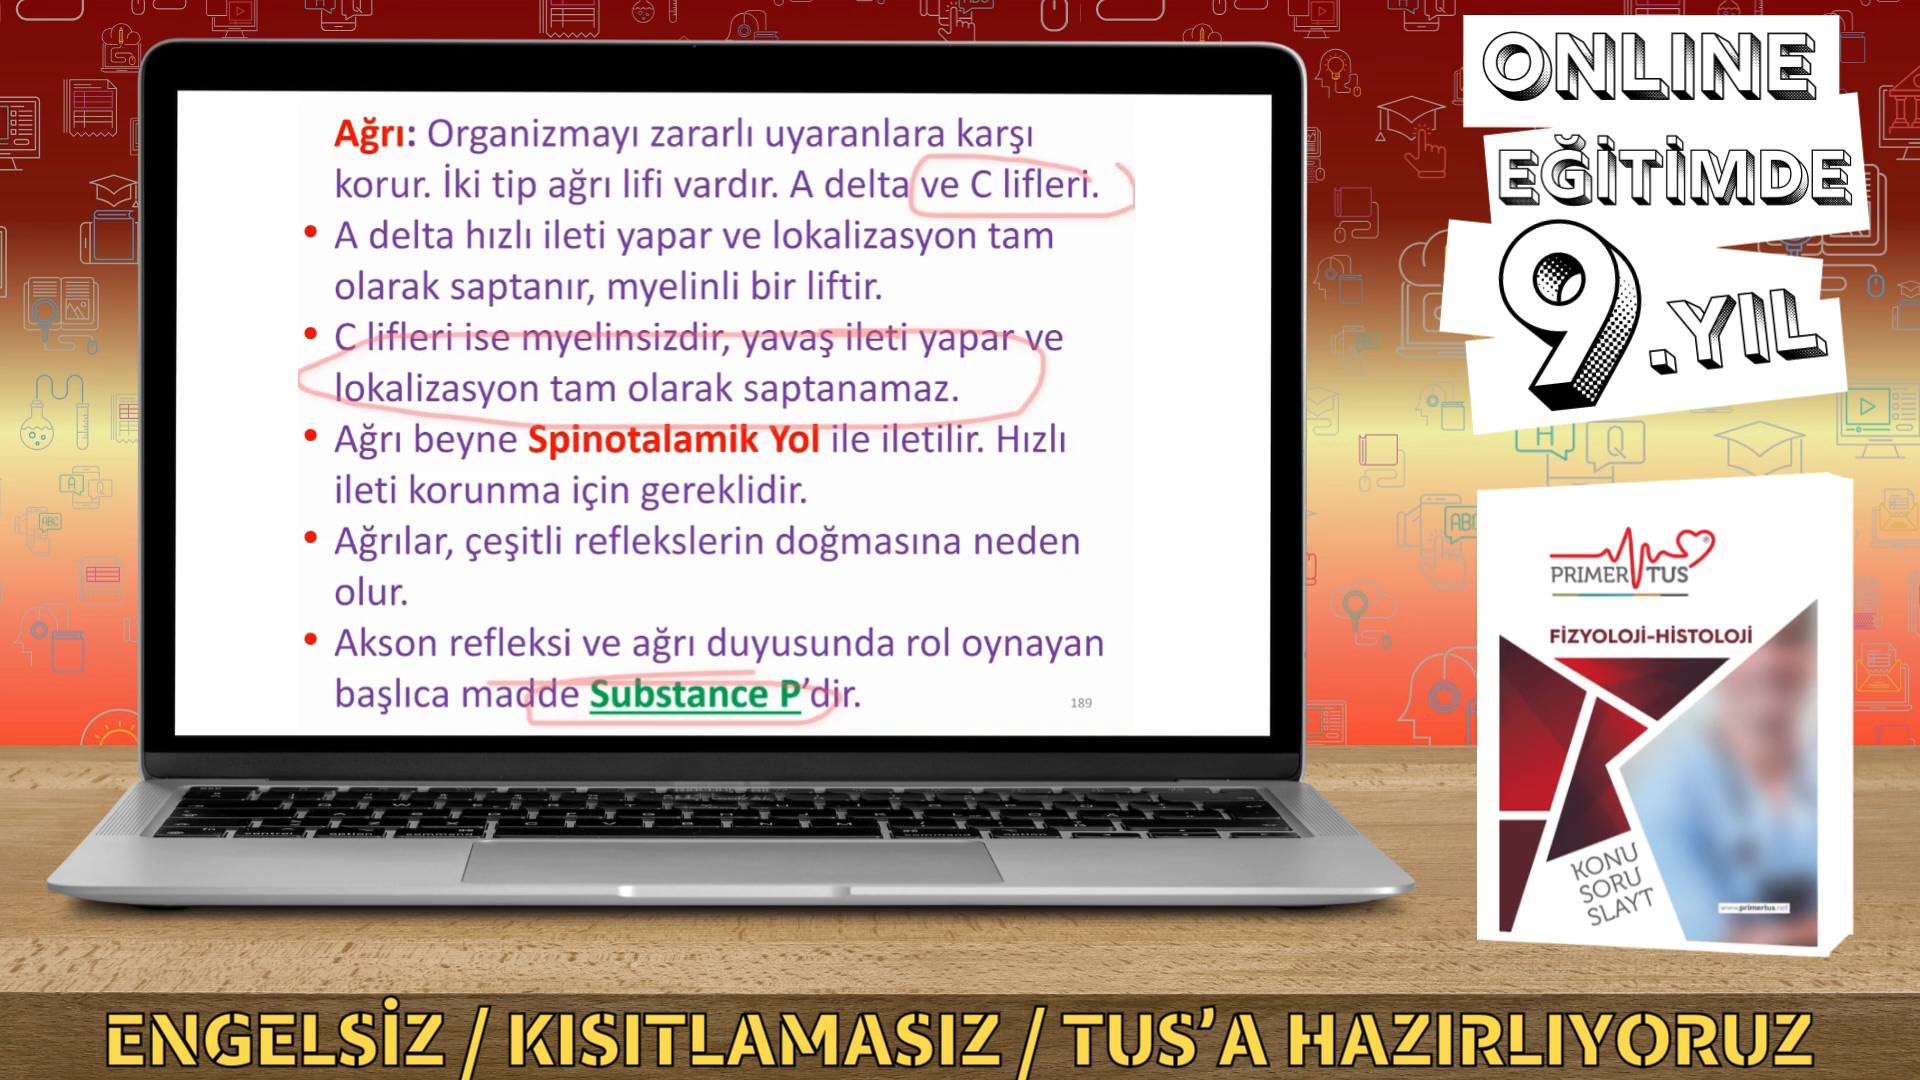 Ağrı: Organizmayı zararlı uyaranlara karşı
korur. İki tip ağrı lifi vardır. A delta ve C lifleri.
• A delta hızlı ileti yapar ve lokalizasyon tam
olarak saptanır, myelinli bir liftir.
• C lifleri ise myelinsizdir, yavaş ileti yapar ve
lokalizasyon tam olarak saptanamaz.
• Ağrı beyne Spinotalamik Yol ile iletilir. Hızlı
ileti korunma için gereklidir.
• Ağrılar, çeşitli reflekslerin doğmasına neden
olur.
• Akson refleksi ve ağrı duyusunda rol oynayan
başlıca madde Substance P’dir.
189
ONLINE
EĞİTİMDE
9.YIL
PRIMER TUS
FİZYOLOJİ-HİSTOLOJİ
KONU
SORU
SLAYT
www.primertus.net
ENGELSİZ / KISITLAMASIZ / TUS’A HAZIRLIYORUZ